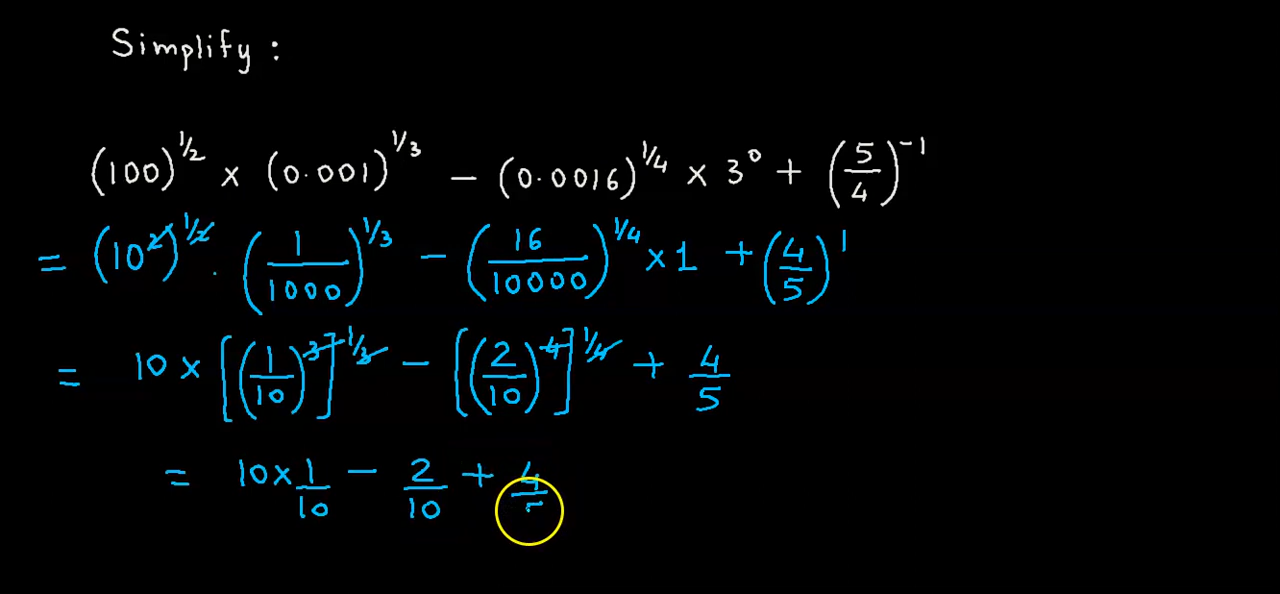 Simplify :
(100)^1/2 × (0.001)^1/3 − (0.0016)^1/4 × 3^0 + (5/4)^−1
= (10^2)^1/2 . (1/1000)^1/3 − (16/10000)^1/4 × 1 + (4/5)^1
= 10 × [(1/10)^3]^1/3 − [(2/10)^4]^1/4 + 4/5
= 10 × 1/10 − 2/10 + 4/